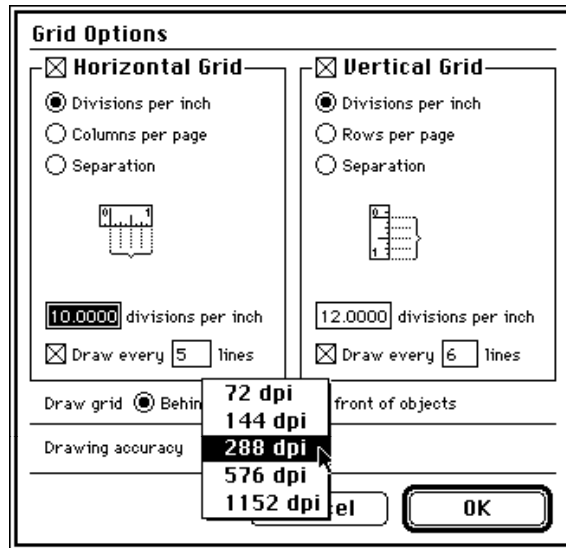 Grid Options
Horizontal Grid
Divisions per inch
Columns per page
Separation
0 1
10.0000 divisions per inch
Draw every 5 lines
Vertical Grid
Divisions per inch
Rows per page
Separation
0
1
12.0000 divisions per inch
Draw every 6 lines
Draw grid Behin front of objects
Drawing accuracy
72 dpi
144 dpi
288 dpi
576 dpi
1152 dpi
el
OK